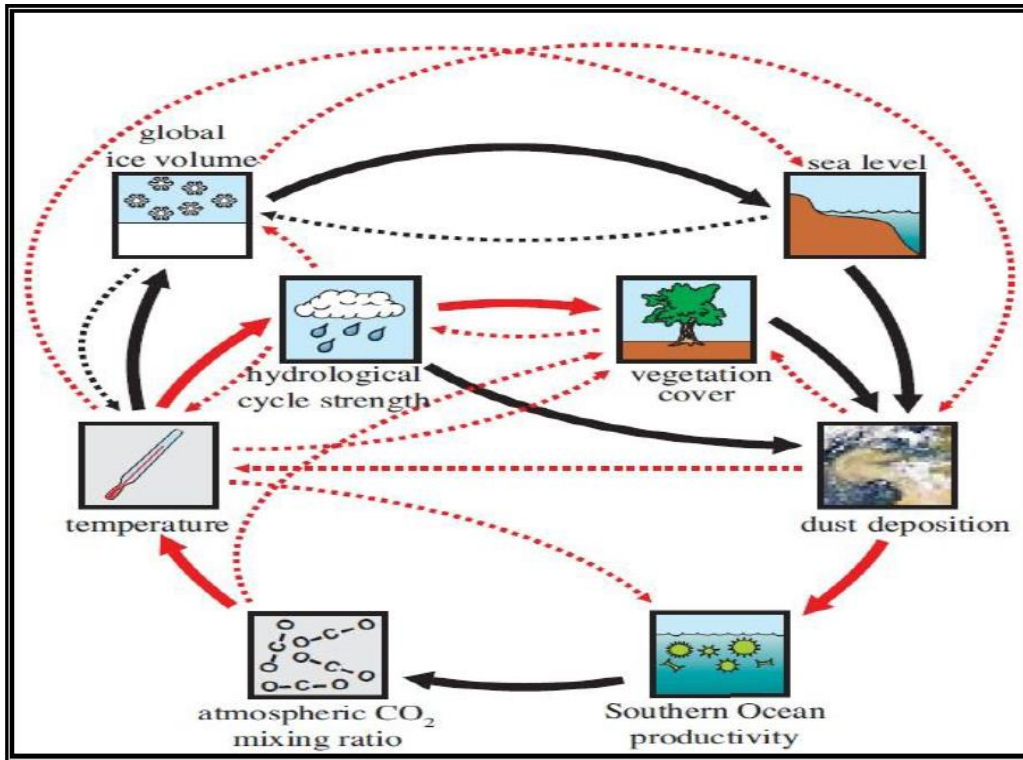 global
ice volume
sea level
hydrological
cycle strength
vegetation
cover
temperature
dust deposition
O C O
O–C–O
O–C–O
O–C–O
atmospheric CO₂
mixing ratio
Southern Ocean
productivity